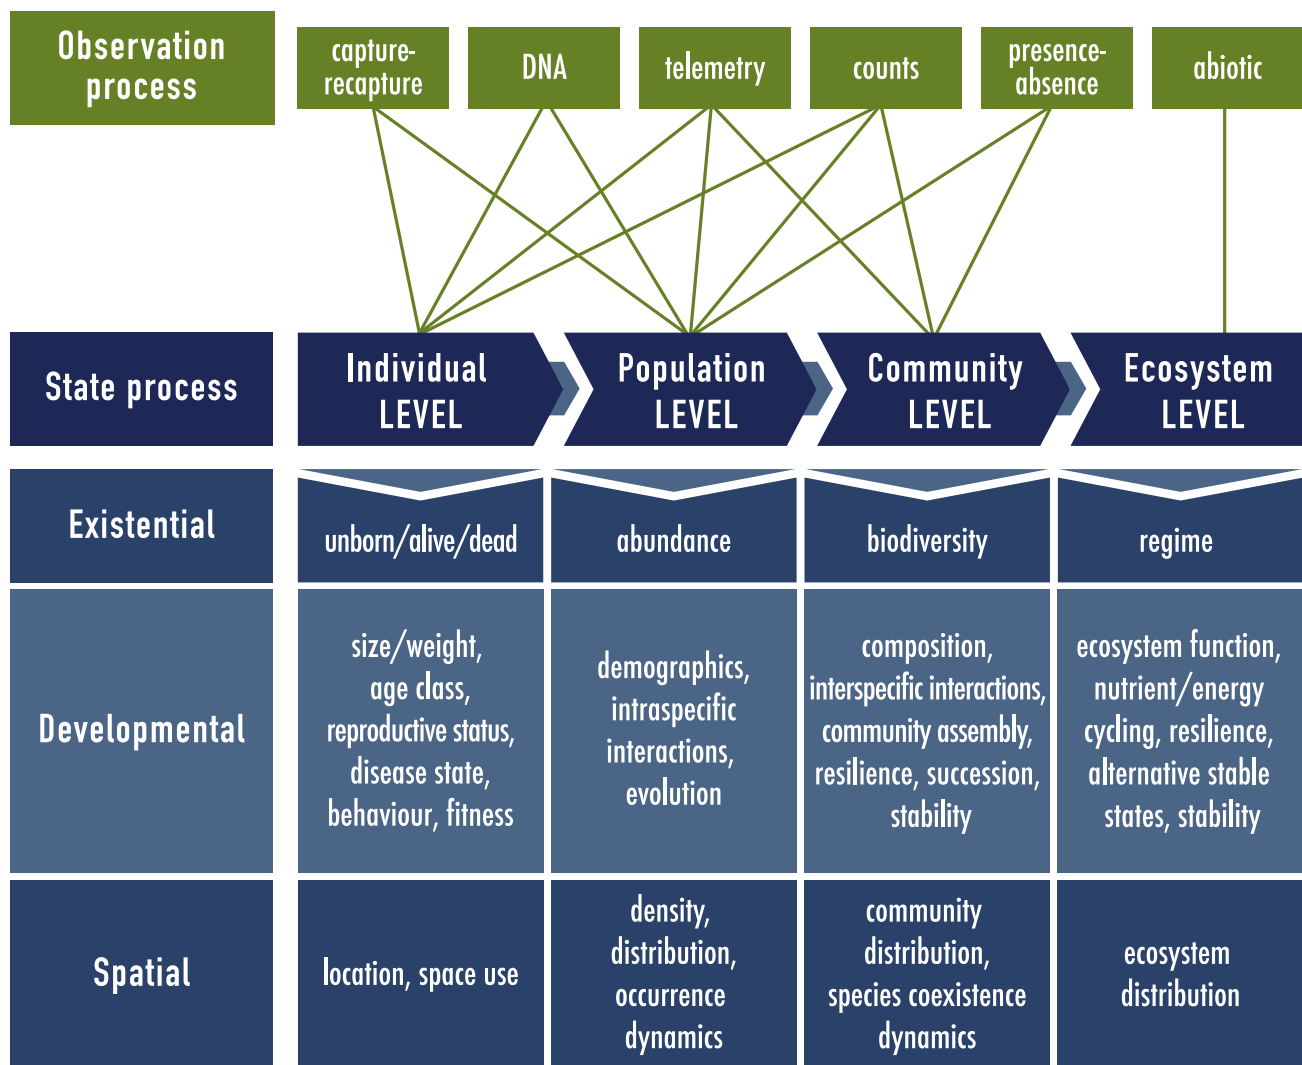 Observation
process
capture-
recapture
DNA
telemetry
counts
presence-
absence
abiotic
State process
Individual
LEVEL
Population
LEVEL
Community
LEVEL
Ecosystem
LEVEL
Existential
unborn/alive/dead
abundance
biodiversity
regime
Developmental
size/weight,
age class,
reproductive status,
disease state,
behaviour, fitness
demographics,
intraspecific
interactions,
evolution
composition,
interspecific interactions,
community assembly,
resilience, succession,
stability
ecosystem function,
nutrient/energy
cycling, resilience,
alternative stable
states, stability
Spatial
location, space use
density,
distribution,
occurrence
dynamics
community
distribution,
species coexistence
dynamics
ecosystem
distribution